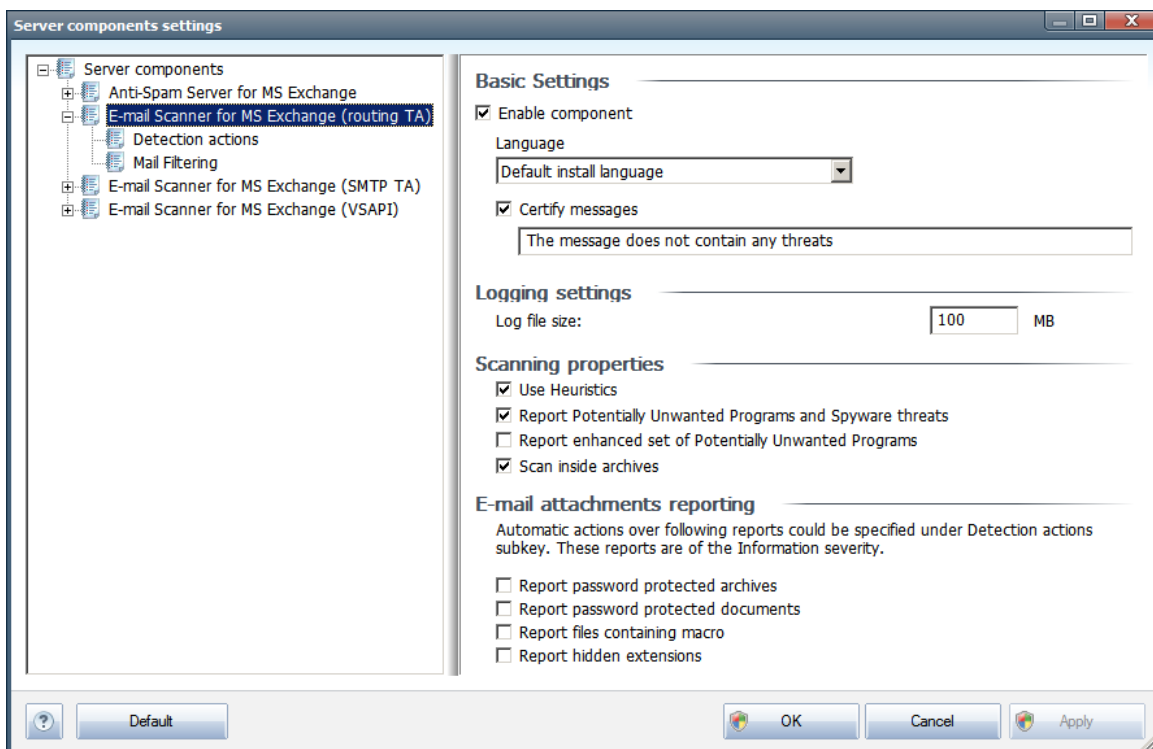 Server components settings
Server components
Anti-Spam Server for MS Exchange
E-mail Scanner for MS Exchange (routing TA)
Detection actions
Mail Filtering
E-mail Scanner for MS Exchange (SMTP TA)
E-mail Scanner for MS Exchange (VSAPI)
Basic Settings
Enable component
Language
Default install language
Certify messages
The message does not contain any threats
Logging settings
Log file size: 100 MB
Scanning properties
Use Heuristics
Report Potentially Unwanted Programs and Spyware threats
Report enhanced set of Potentially Unwanted Programs
Scan inside archives
E-mail attachments reporting
Automatic actions over following reports could be specified under Detection actions
subkey. These reports are of the Information severity.
Report password protected archives
Report password protected documents
Report files containing macro
Report hidden extensions
? Default OK Cancel Apply